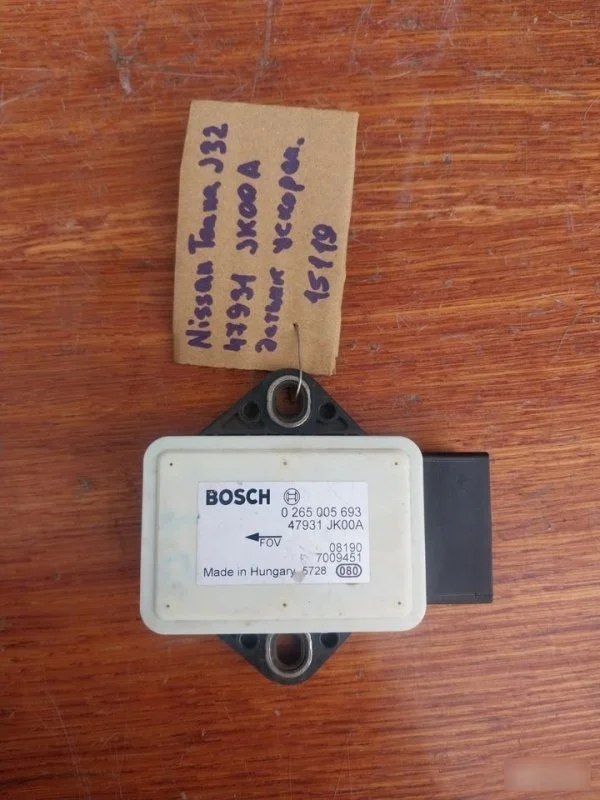 Nissan Теана J32
47931 JK00A
датчик ускорен.
15119
BOSCH
0 265 005 693
47931 JK00A
FOV
08190
7009451
Made in Hungary 5728 080